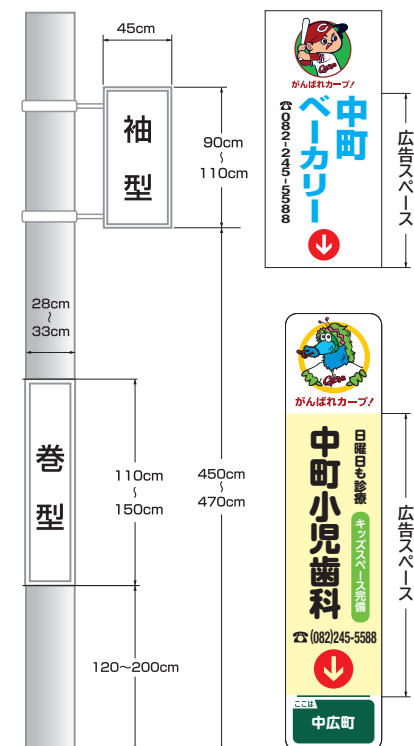 45cm
袖型
90cm
〜
110cm
28cm
〜
33cm
巻型
110cm
〜
150cm
450cm
〜
470cm
120〜200cm
Carp
がんばれカープ!
中町
ベーカリー
☎082-245-5588
広告スペース
Carp
がんばれカープ!
日曜日も診療
キッズスペース完備
中町小児歯科
☎(082)245-5588
広告スペース
ここは
中広町